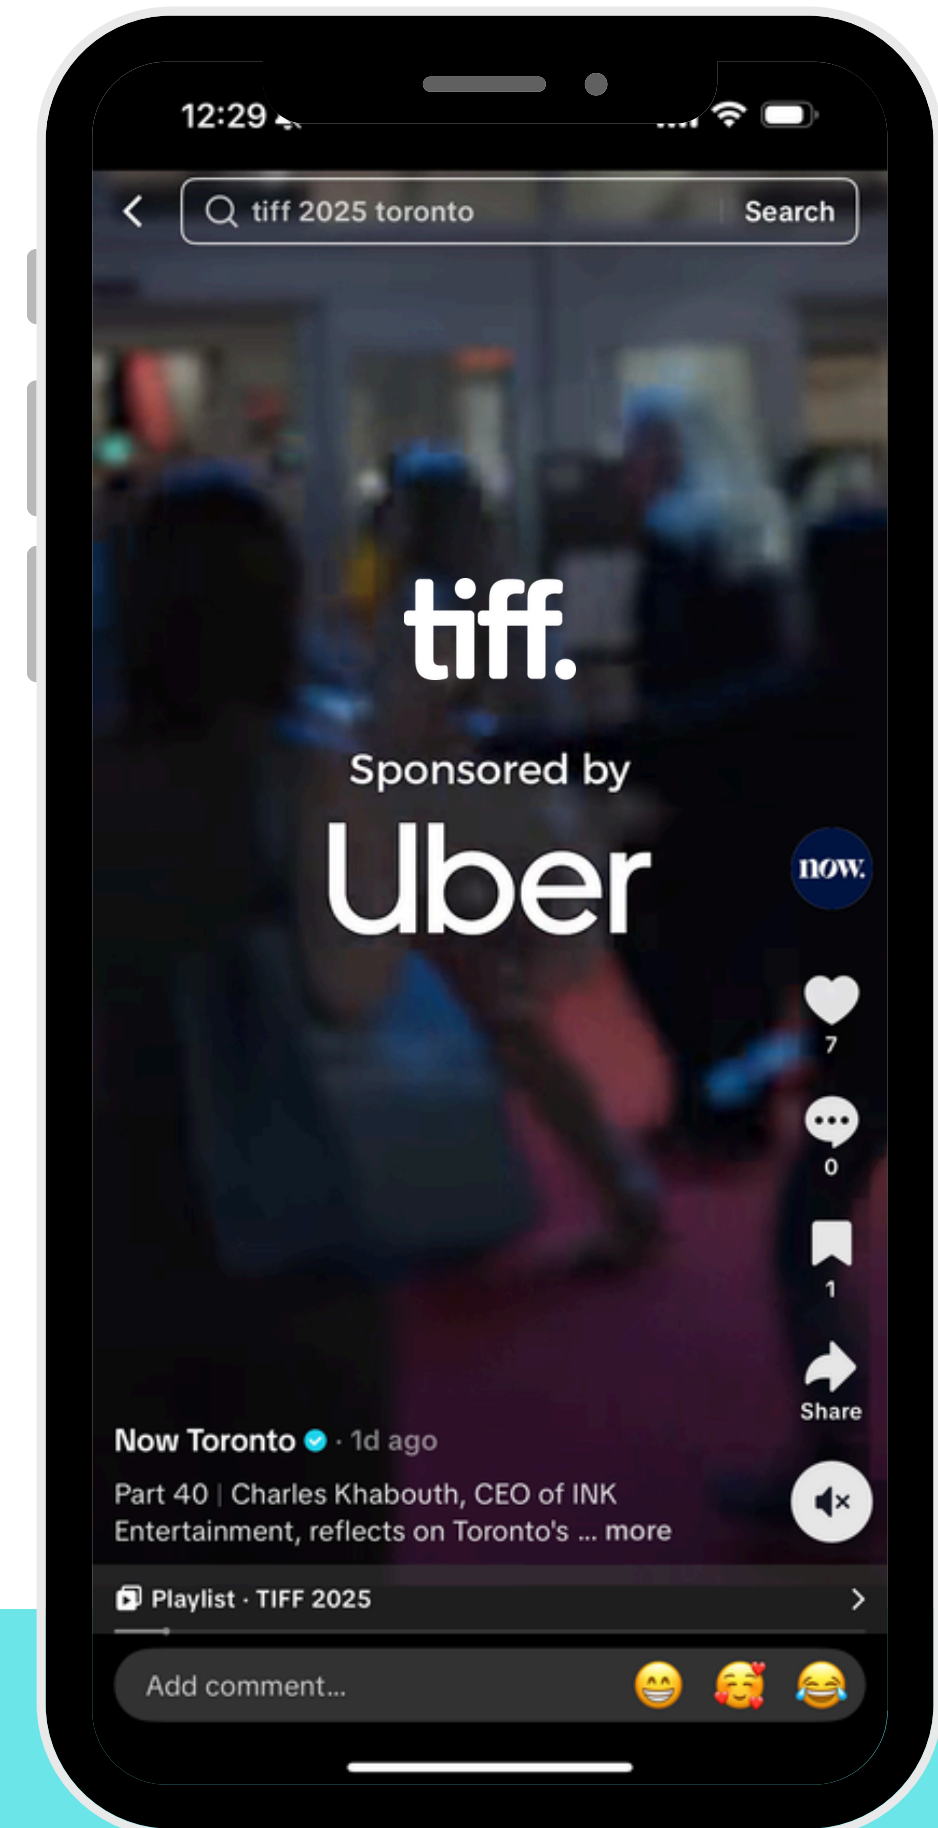 12:29
tiff 2025 toronto Search
tiff.
Sponsored by
Uber
now.
7
0
1
Share
Now Toronto · 1d ago
Part 40 | Charles Khabouth, CEO of INK
Entertainment, reflects on Toronto's ... more
Playlist · TIFF 2025
Add comment...